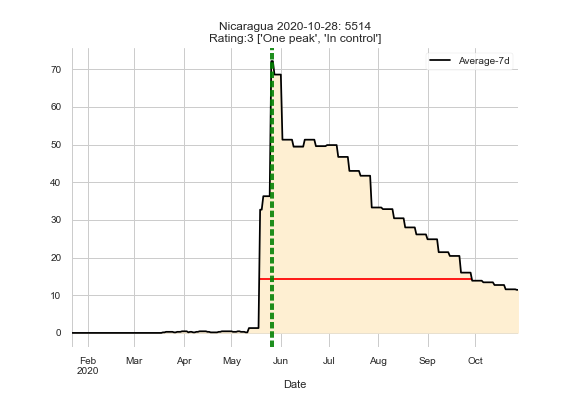 Nicaragua 2020-10-28: 5514
Rating:3 ['One peak', 'In control']
Average-7d
70
60
50
40
30
20
10
0
Feb Mar Apr May Jun Jul Aug Sep Oct
2020
Date